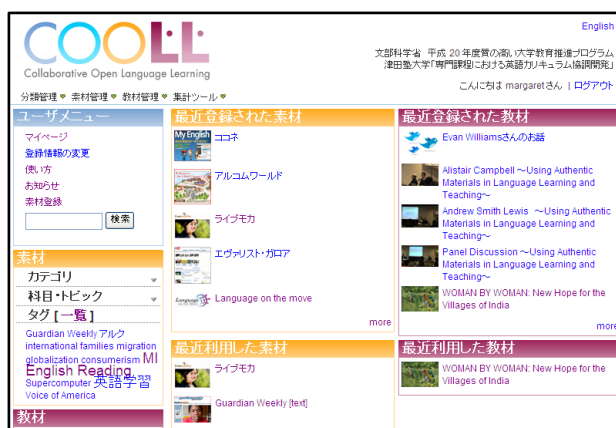 English
COOLL
Collaborative Open Language Learning
文部科学省 平成 20 年度質の高い大学教育推進プログラム
津田塾大学「専門課程における英語カリキュラム協調開発」
こんにちは margaretさん | ログアウト
分類管理 素材管理 教材管理 集計ツール
ユーザメニュー
マイページ
登録情報の変更
使い方
お知らせ
素材登録
検索
素材
カテゴリ
科目・トピック
タグ [一覧]
Guardian Weekly アルク
international families migration
globalization consumerism MI
English Reading
Supercomputer 英語学習
Voice of America
教材
最近登録された素材
My English
ココネ
アルコムワールド
ライブモカ
エヴァリスト・ガロア
Language on the move
more
最近利用した素材
ライブモカ
Guardian Weekly [text]
最近登録された教材
Evan Williamsさんのお話
Alistair Campbell ～Using Authentic
Materials in Language Learning and
Teaching～
Andrew Smith Lewis ～Using Authentic
Materials in Language Learning and
Teaching～
Panel Discussion ～Using Authentic
Materials in Language Learning and
Teaching～
WOMAN BY WOMAN: New Hope for the
Villages of India
more
最近利用した教材
WOMAN BY WOMAN: New Hope for the
Villages of India